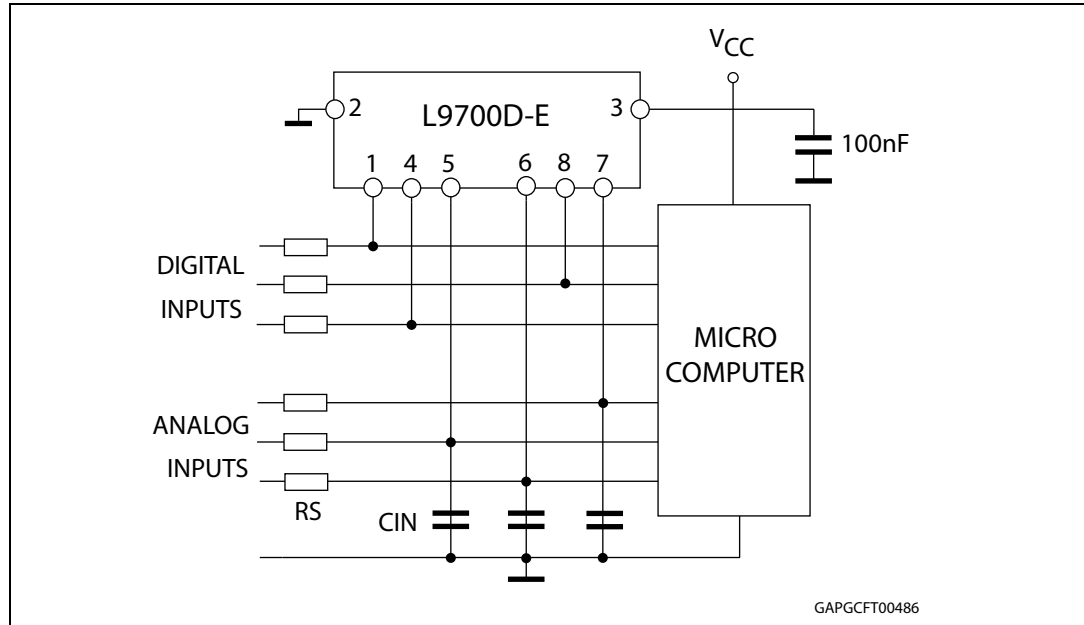 VCC
2
L9700D-E
3
100nF
1 4 5 6 8 7
DIGITAL
INPUTS
MICRO
COMPUTER
ANALOG
INPUTS
RS
CIN
GAPGCFT00486